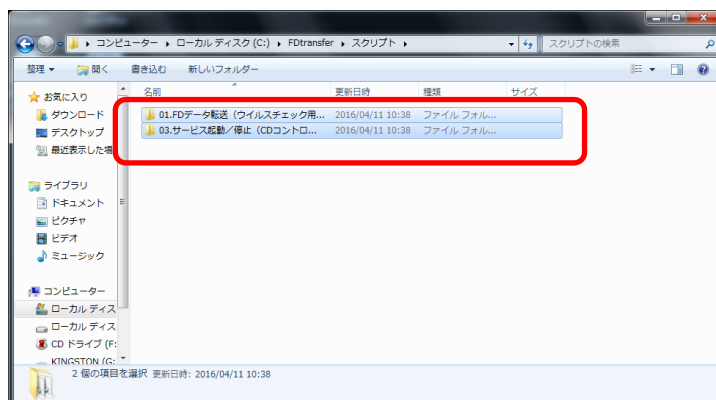 コンピューター ▸ ローカル ディスク (C:) ▸ FDtransfer ▸ スクリプト ▸
スクリプトの検索
整理 開く 書き込む 新しいフォルダー
名前 更新日時 種類 サイズ
01.FDデータ転送（ウイルスチェック用... 2016/04/11 10:38 ファイル フォル...
03.サービス起動／停止（CDコントロ... 2016/04/11 10:38 ファイル フォル...
お気に入り
ダウンロード
デスクトップ
最近表示した場
ライブラリ
ドキュメント
ピクチャ
ビデオ
ミュージック
コンピューター
ローカル ディス
ローカル ディス
CD ドライブ (F:
KINGSTON (G:
2 個の項目を選択 更新日時: 2016/04/11 10:38